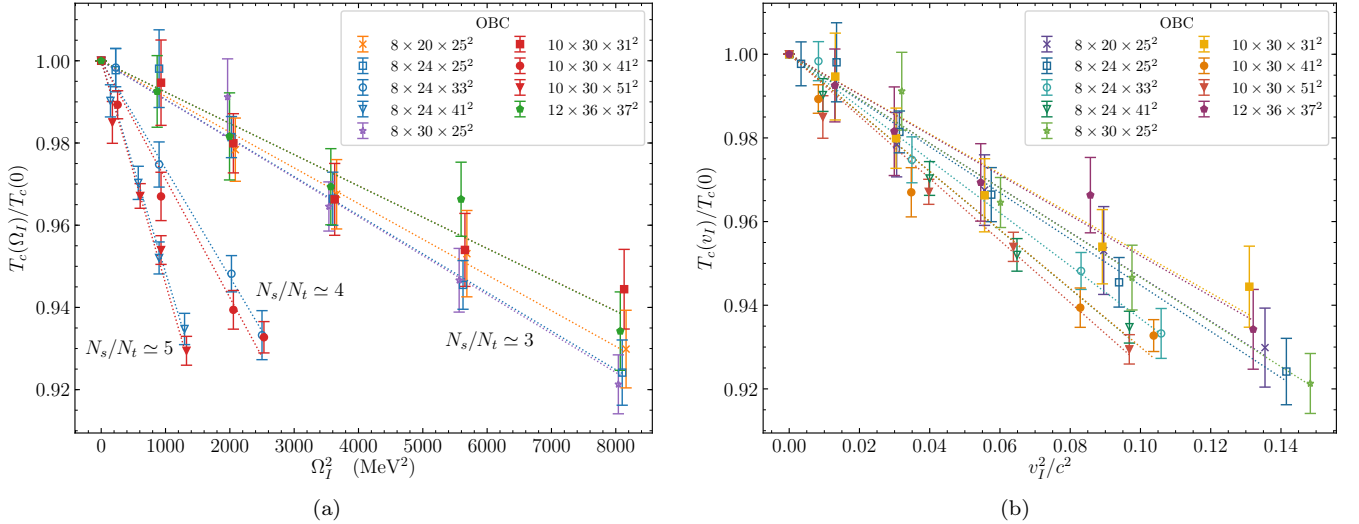 OBC
8 × 20 × 25²
8 × 24 × 25²
8 × 24 × 33²
8 × 24 × 41²
8 × 30 × 25²
10 × 30 × 31²
10 × 30 × 41²
10 × 30 × 51²
12 × 36 × 37²
T_c(Ω_I)/T_c(0)
1.00
0.98
0.96
0.94
0.92
N_s/N_t ≃ 4
N_s/N_t ≃ 5
N_s/N_t ≃ 3
0 1000 2000 3000 4000 5000 6000 7000 8000
Ω_I² (MeV²)
(a)
OBC
8 × 20 × 25²
8 × 24 × 25²
8 × 24 × 33²
8 × 24 × 41²
8 × 30 × 25²
10 × 30 × 31²
10 × 30 × 41²
10 × 30 × 51²
12 × 36 × 37²
T_c(v_I)/T_c(0)
1.00
0.98
0.96
0.94
0.92
0.00 0.02 0.04 0.06 0.08 0.10 0.12 0.14
v_I²/c²
(b)